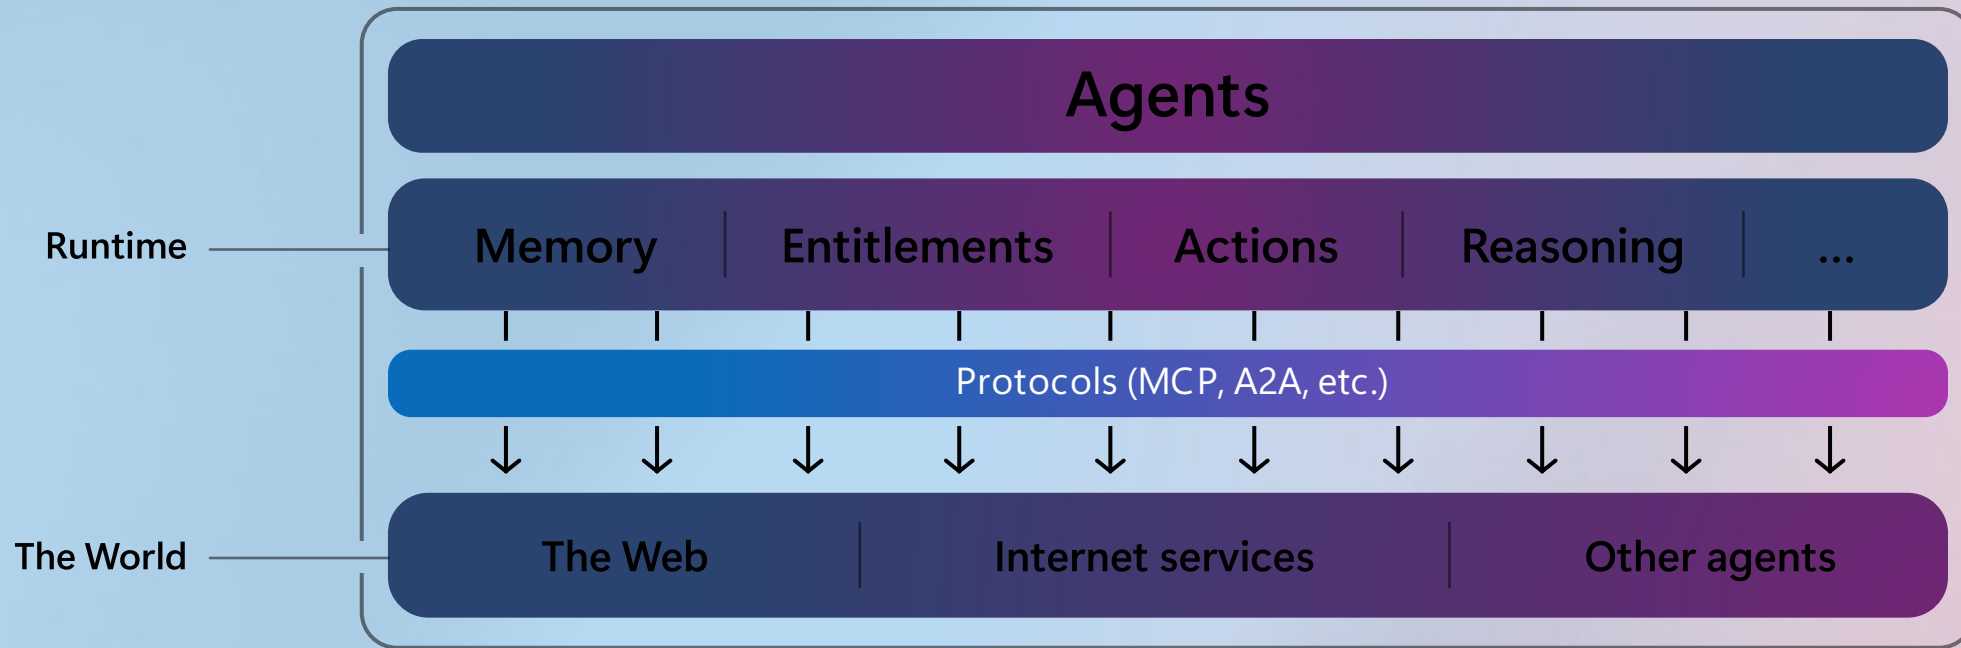 Agents
Runtime Memory Entitlements Actions Reasoning ...
Protocols (MCP, A2A, etc.)
The World The Web Internet services Other agents